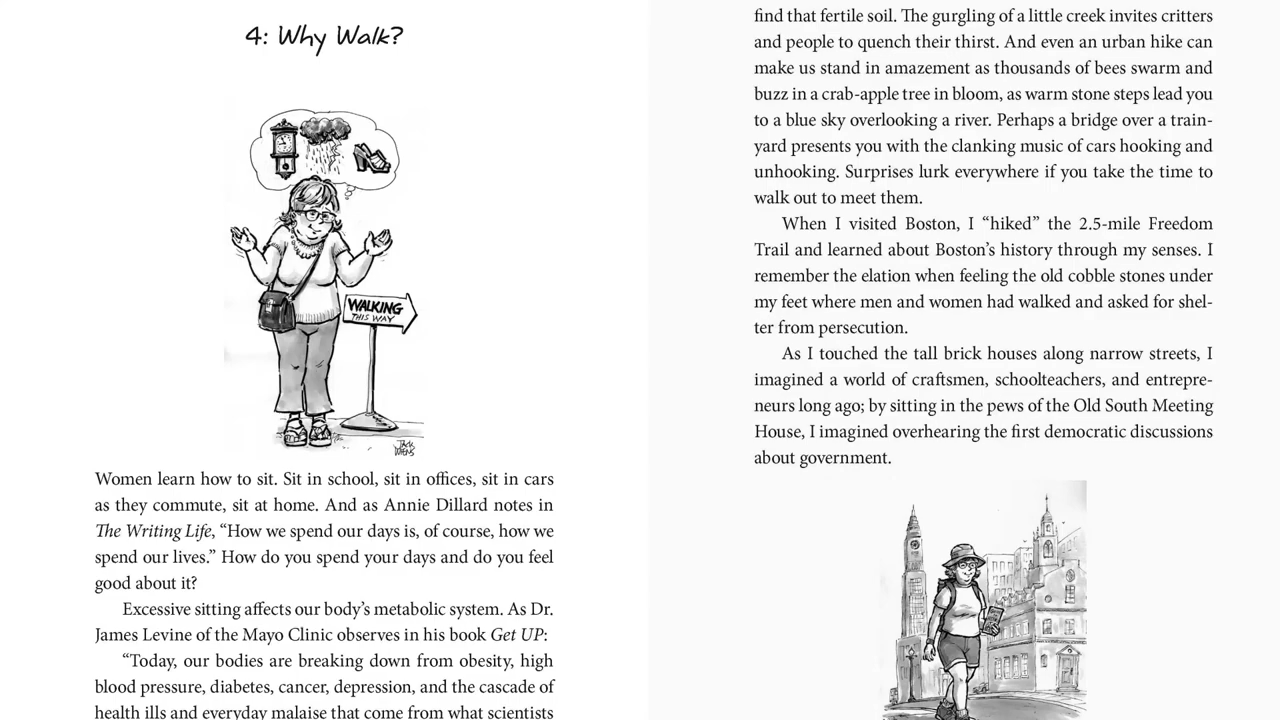 4: Why Walk?
WALKING
THIS WAY
Women learn how to sit. Sit in school, sit in offices, sit in cars
as they commute, sit at home. And as Annie Dillard notes in
The Writing Life, “How we spend our days is, of course, how we
spend our lives.” How do you spend your days and do you feel
good about it?
Excessive sitting affects our body’s metabolic system. As Dr.
James Levine of the Mayo Clinic observes in his book Get UP:
“Today, our bodies are breaking down from obesity, high
blood pressure, diabetes, cancer, depression, and the cascade of
health ills and everyday malaise that come from what scientists
find that fertile soil. The gurgling of a little creek invites critters
and people to quench their thirst. And even an urban hike can
make us stand in amazement as thousands of bees swarm and
buzz in a crab-apple tree in bloom, as warm stone steps lead you
to a blue sky overlooking a river. Perhaps a bridge over a train-
yard presents you with the clanking music of cars hooking and
unhooking. Surprises lurk everywhere if you take the time to
walk out to meet them.
When I visited Boston, I “hiked” the 2.5-mile Freedom
Trail and learned about Boston’s history through my senses. I
remember the elation when feeling the old cobble stones under
my feet where men and women had walked and asked for shel-
ter from persecution.
As I touched the tall brick houses along narrow streets, I
imagined a world of craftsmen, schoolteachers, and entrepre-
neurs long ago; by sitting in the pews of the Old South Meeting
House, I imagined overhearing the first democratic discussions
about government.